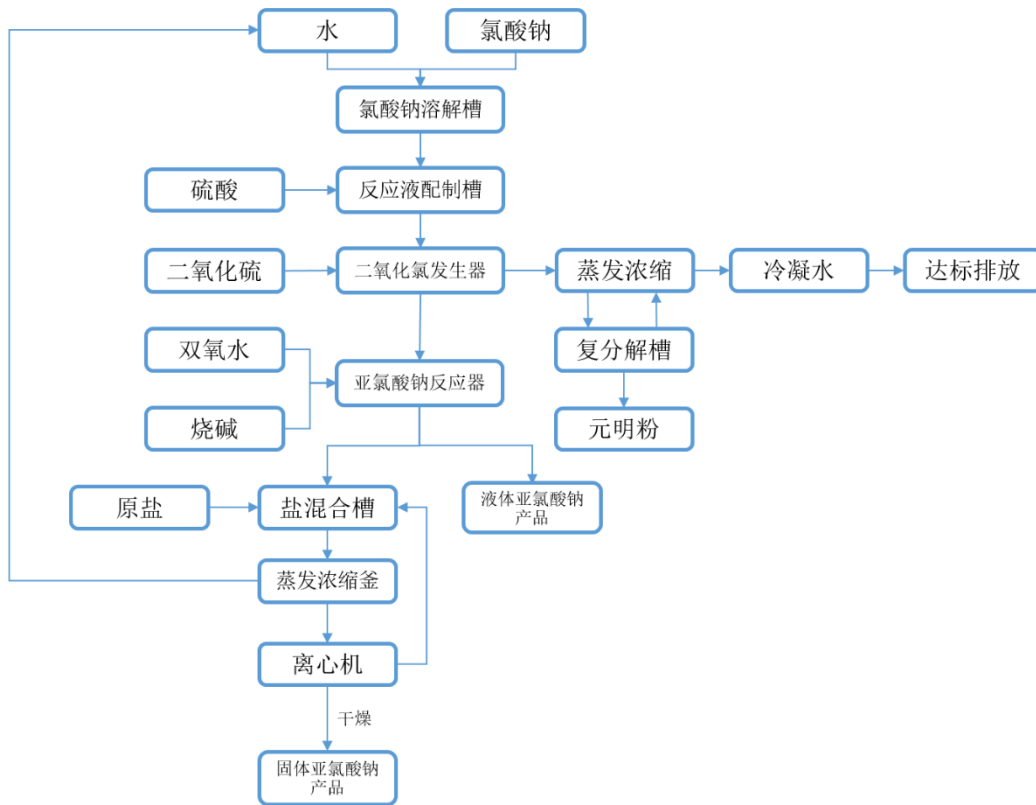 水
氯酸钠
氯酸钠溶解槽
硫酸
反应液配制槽
二氧化硫
二氧化氯发生器
蒸发浓缩
冷凝水
达标排放
双氧水
亚氯酸钠反应器
复分解槽
烧碱
元明粉
原盐
盐混合槽
液体亚氯酸钠
产品
蒸发浓缩釜
离心机
干燥
固体亚氯酸钠
产品